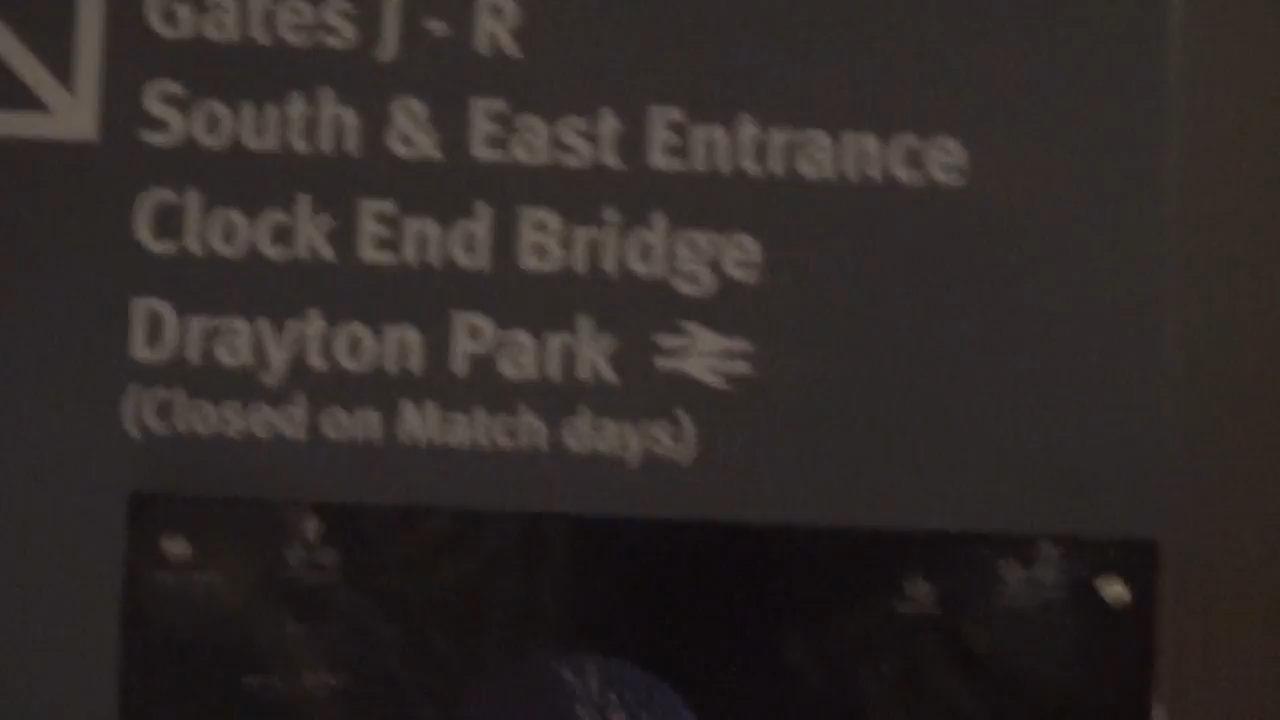 Gates J - R
South & East Entrance
Clock End Bridge
Drayton Park
(Closed on Match days)